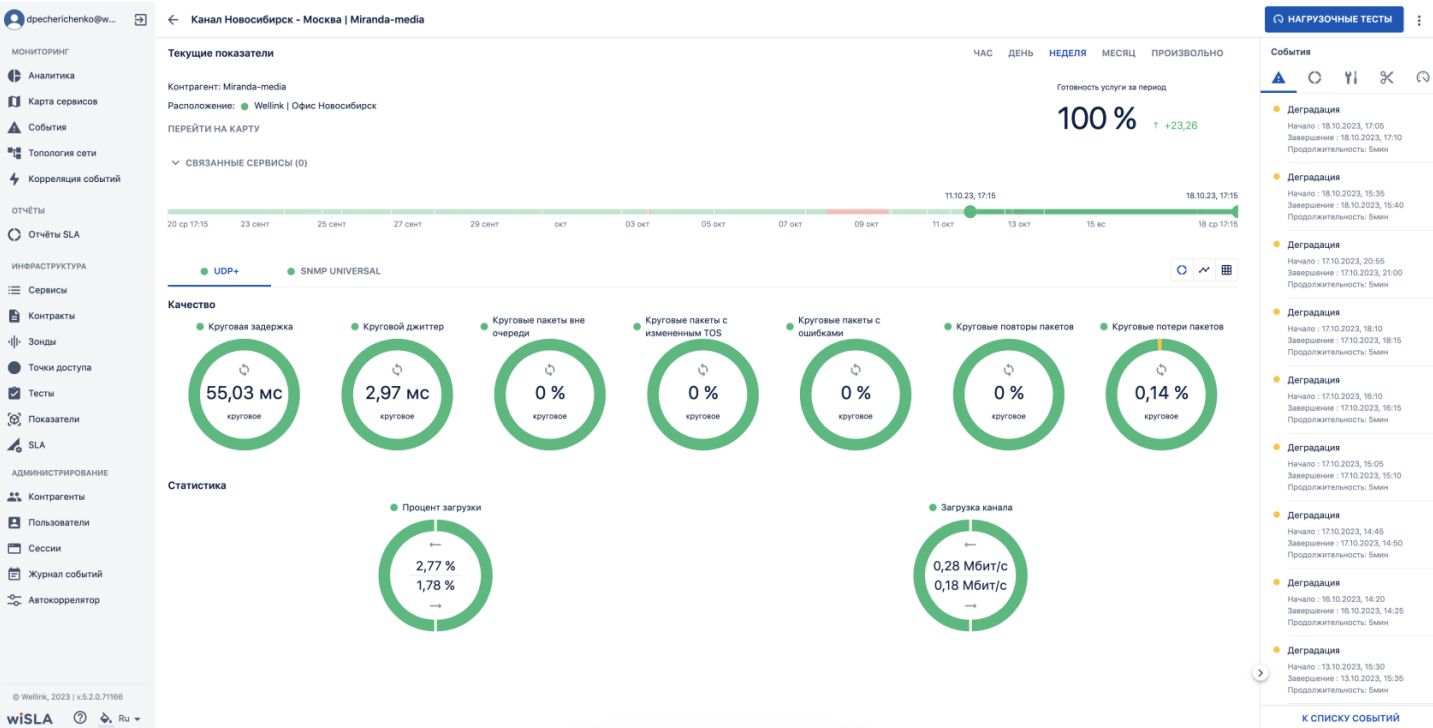 dpecherichenko@w...
МОНИТОРИНГ
Аналитика
Карта сервисов
События
Топология сети
Корреляция событий
ОТЧЁТЫ
Отчёты SLA
ИНФРАСТРУКТУРА
Сервисы
Контракты
Зонды
Точки доступа
Тесты
Показатели
SLA
АДМИНИСТРИРОВАНИЕ
Контрагенты
Пользователи
Сессии
Журнал событий
Автокоррелятор
© Wellink, 2023 | v.5.2.0.71166
wiSLA
Ru
Канал Новосибирск - Москва | Miranda-media
НАГРУЗОЧНЫЕ ТЕСТЫ
Текущие показатели
ЧАС ДЕНЬ НЕДЕЛЯ МЕСЯЦ ПРОИЗВОЛЬНО
Контрагент: Miranda-media
Расположение: Wellink | Офис Новосибирск
ПЕРЕЙТИ НА КАРТУ
Готовность услуги за период
100 % ↑ +23,26
СВЯЗАННЫЕ СЕРВИСЫ (0)
11.10.23, 17:15 18.10.23, 17:15
20 ср 17:15 23 сент 25 сент 27 сент 29 сент окт 03 окт 05 окт 07 окт 09 окт 11 окт 13 окт 15 вс 18 ср 17:15
UDP+ SNMP UNIVERSAL
Качество
Круговая задержка
55,03 мс
круговое
Круговой джиттер
2,97 мс
круговое
Круговые пакеты вне
очереди
0 %
круговое
Круговые пакеты с
измененным TOS
0 %
круговое
Круговые пакеты с
ошибками
0 %
круговое
Круговые повторы пакетов
0 %
круговое
Круговые потери пакетов
0,14 %
круговое
Статистика
Процент загрузки
←
2,77 %
1,78 %
→
Загрузка канала
←
0,28 Мбит/с
0,18 Мбит/с
→
События
Деградация
Начало : 18.10.2023, 17:05
Завершение : 18.10.2023, 17:10
Продолжительность: 5мин
Деградация
Начало : 18.10.2023, 15:35
Завершение : 18.10.2023, 15:40
Продолжительность: 5мин
Деградация
Начало : 17.10.2023, 20:55
Завершение : 17.10.2023, 21:00
Продолжительность: 5мин
Деградация
Начало : 17.10.2023, 18:10
Завершение : 17.10.2023, 18:15
Продолжительность: 5мин
Деградация
Начало : 17.10.2023, 16:10
Завершение : 17.10.2023, 16:15
Продолжительность: 5мин
Деградация
Начало : 17.10.2023, 15:05
Завершение : 17.10.2023, 15:10
Продолжительность: 5мин
Деградация
Начало : 17.10.2023, 14:45
Завершение : 17.10.2023, 14:50
Продолжительность: 5мин
Деградация
Начало : 16.10.2023, 14:20
Завершение : 16.10.2023, 14:25
Продолжительность: 5мин
Деградация
Начало : 13.10.2023, 15:30
Завершение : 13.10.2023, 15:35
Продолжительность: 5мин
К СПИСКУ СОБЫТИЙ